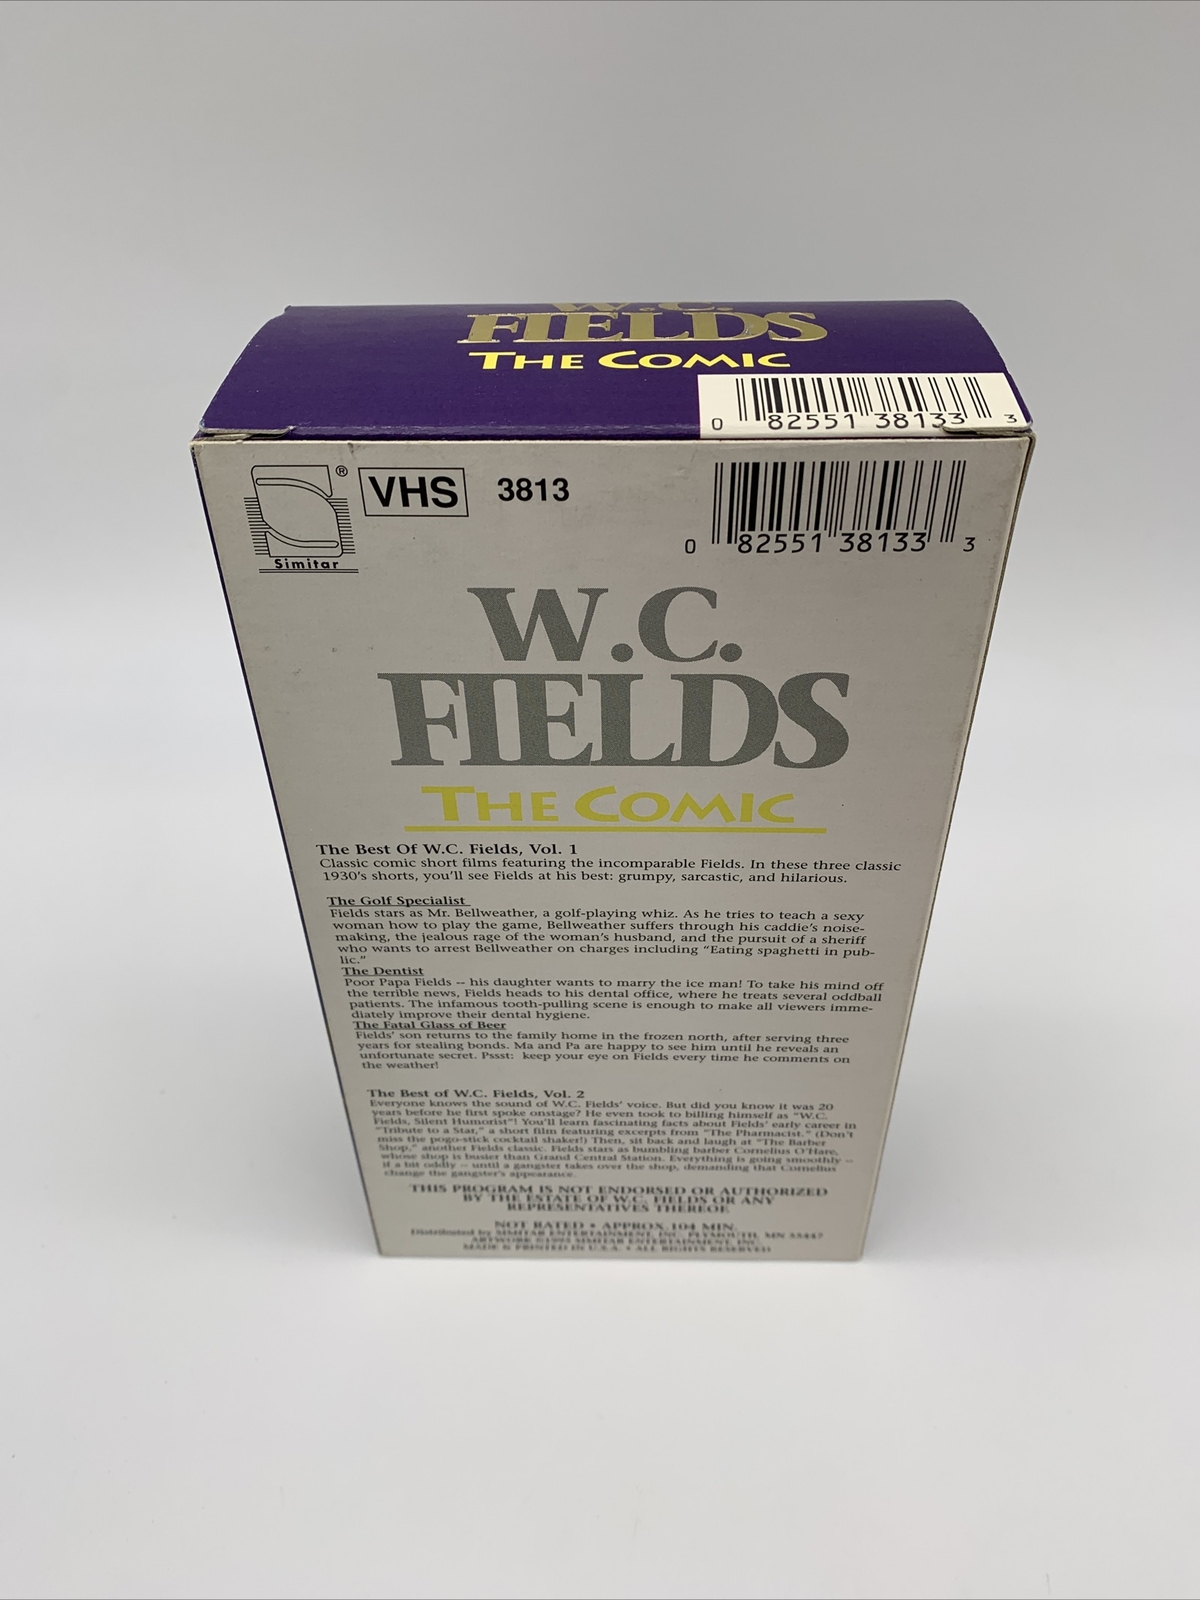 W.C.
FIELDS
THE COMIC
0 82551 38133 3
® VHS 3813
Simitar
0 82551 38133 3
W.C.
FIELDS
THE COMIC
The Best Of W.C. Fields, Vol. 1
Classic comic short films featuring the incomparable Fields. In these three classic
1930's shorts, you'll see Fields at his best: grumpy, sarcastic, and hilarious.
The Golf Specialist
Fields stars as Mr. Bellweather, a golf-playing whiz. As he tries to teach a sexy
woman how to play the game, Bellweather suffers through his caddie's noise-
making, the jealous rage of the woman's husband, and the pursuit of a sheriff
who wants to arrest Bellweather on charges including "Eating spaghetti in pub-
lic."
The Dentist
Poor Papa Fields -- his daughter wants to marry the ice man! To take his mind off
the terrible news, Fields heads to his dental office, where he treats several oddball
patients. The infamous tooth-pulling scene is enough to make all viewers imme-
diately improve their dental hygiene.
The Fatal Glass of Beer
Fields' son returns to the family home in the frozen north, after serving three
years for stealing bonds. Ma and Pa are happy to see him until he reveals an
unfortunate secret. Pssst: keep your eye on Fields every time he comments on
the weather!
The Best of W.C. Fields, Vol. 2
Everyone knows the sound of W.C. Fields' voice. But did you know it was 20
years before he first spoke onstage? He even took to billing himself as "W.C.
Fields, Silent Humorist"! You'll learn fascinating facts about Fields' early career in
"Tribute to a Star," a short film featuring excerpts from "The Pharmacist." (Don't
miss the pogo-stick cocktail shaker!) Then, sit back and laugh at "The Barber
Shop," another Fields classic. Fields stars as bumbling barber Cornelius O'Hare,
whose shop is busier than Grand Central Station. Everything is going smoothly --
if a bit oddly -- until a gangster takes over the shop, demanding that Cornelius
change the gangster's appearance.
THIS PROGRAM IS NOT ENDORSED OR AUTHORIZED
BY THE ESTATE OF W.C. FIELDS OR ANY
REPRESENTATIVES THEREOF.
NOT RATED • APPROX. 104 MIN.
Distributed by SIMITAR ENTERTAINMENT, INC., PLYMOUTH, MN 55447
ARTWORK SIMITAR ENTERTAINMENT, INC.
MADE & PRINTED IN U.S.A. • ALL RIGHTS RESERVED